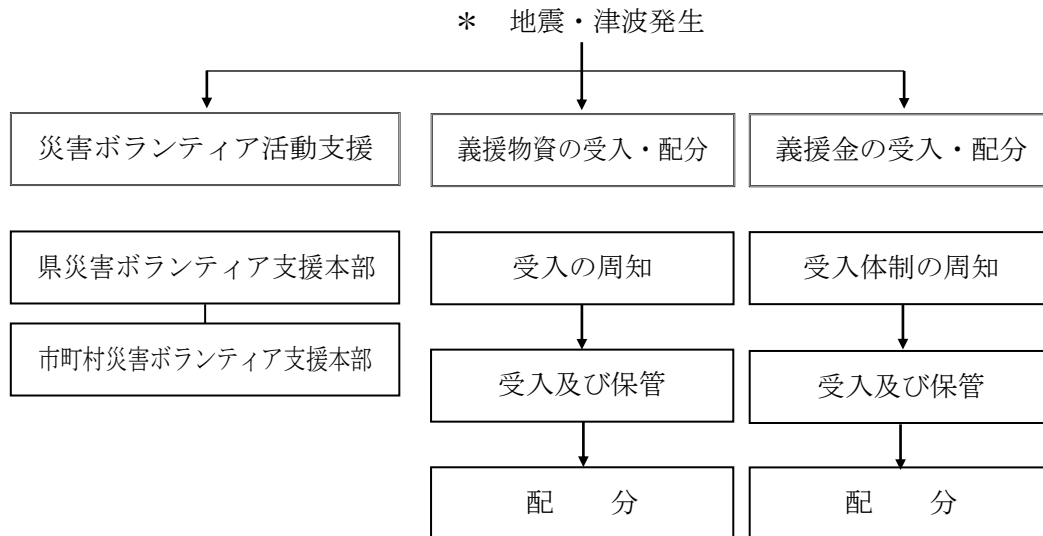 ＊　地震・津波発生
災害ボランティア活動支援
義援物資の受入・配分
義援金の受入・配分
県災害ボランティア支援本部
受入の周知
受入体制の周知
市町村災害ボランティア支援本部
受入及び保管
受入及び保管
配　　分
配　　分